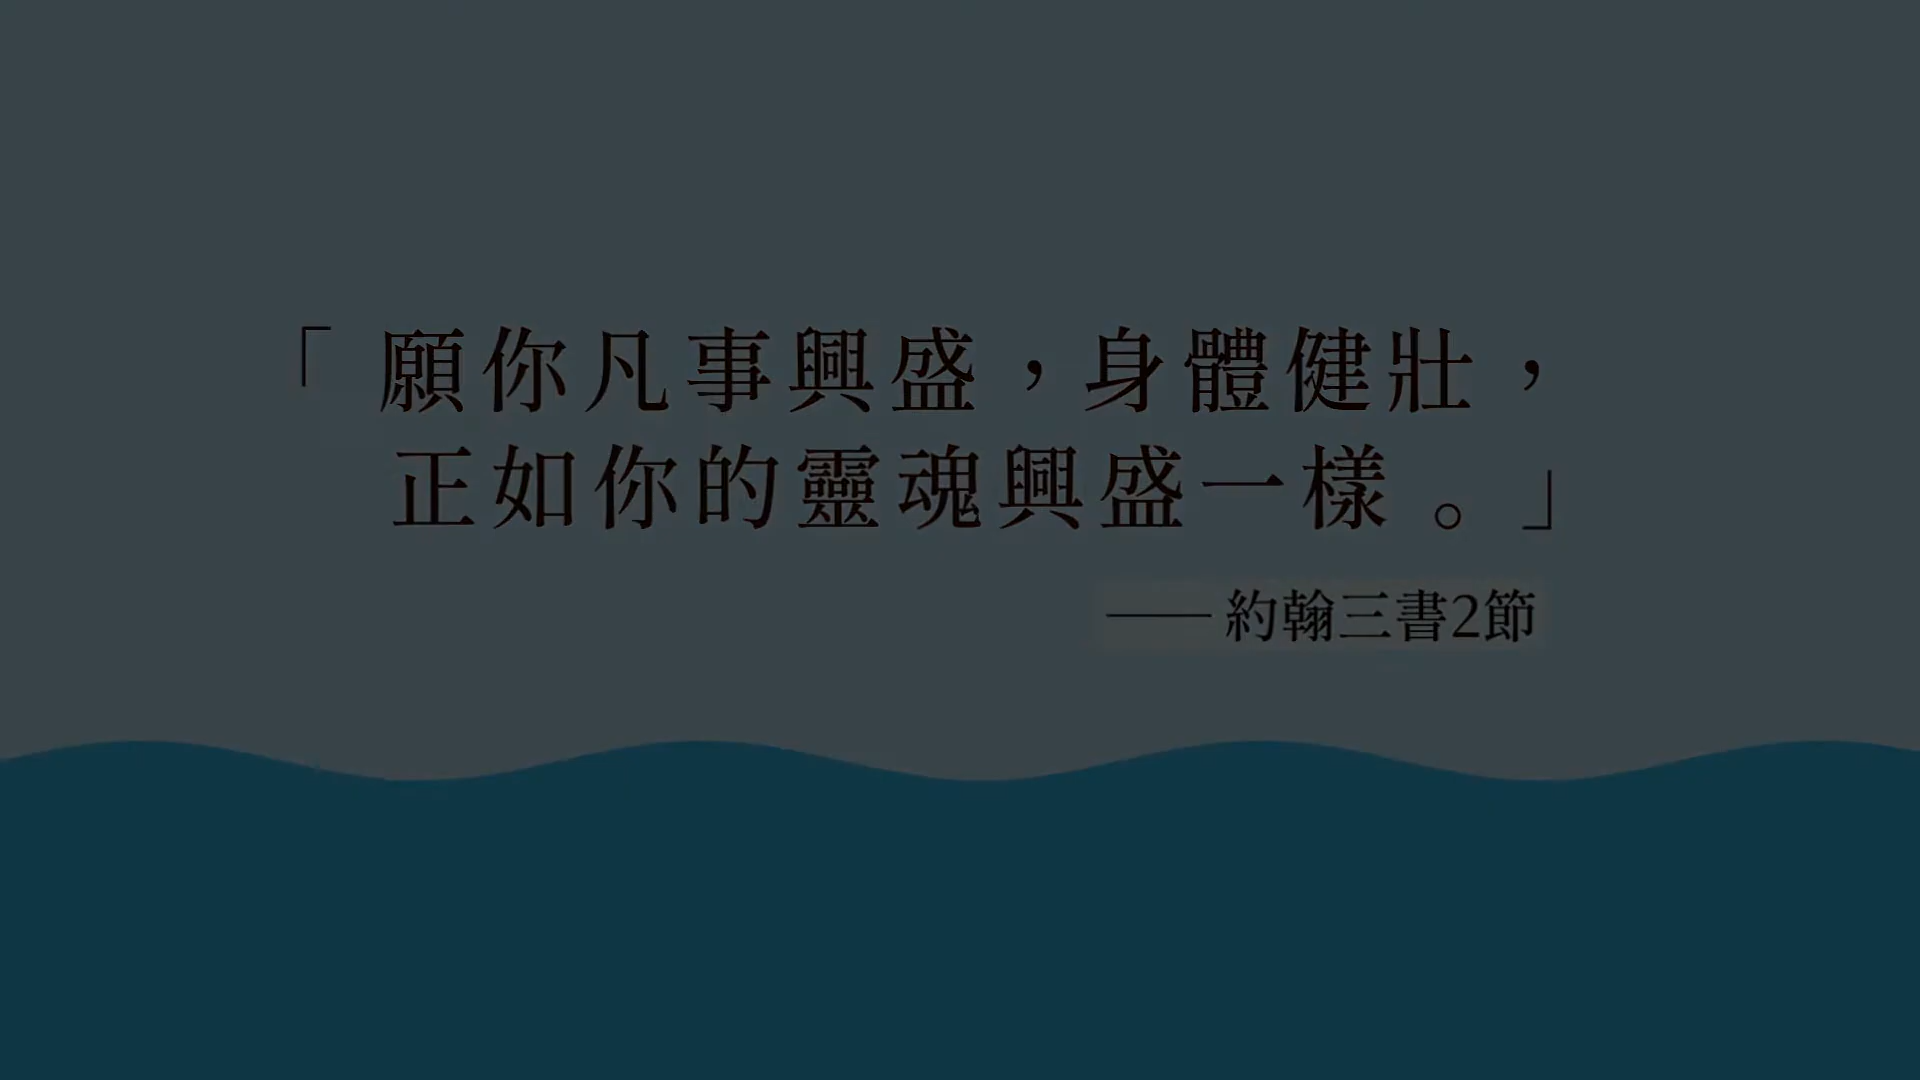 「願你凡事興盛，身體健壯，
正如你的靈魂興盛一樣。」
——約翰三書2節